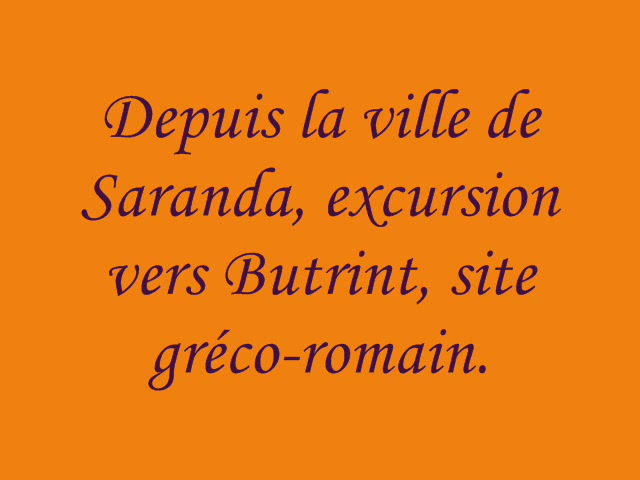 Depuis la ville de
Saranda, excursion
vers Butrint, site
gréco-romain.